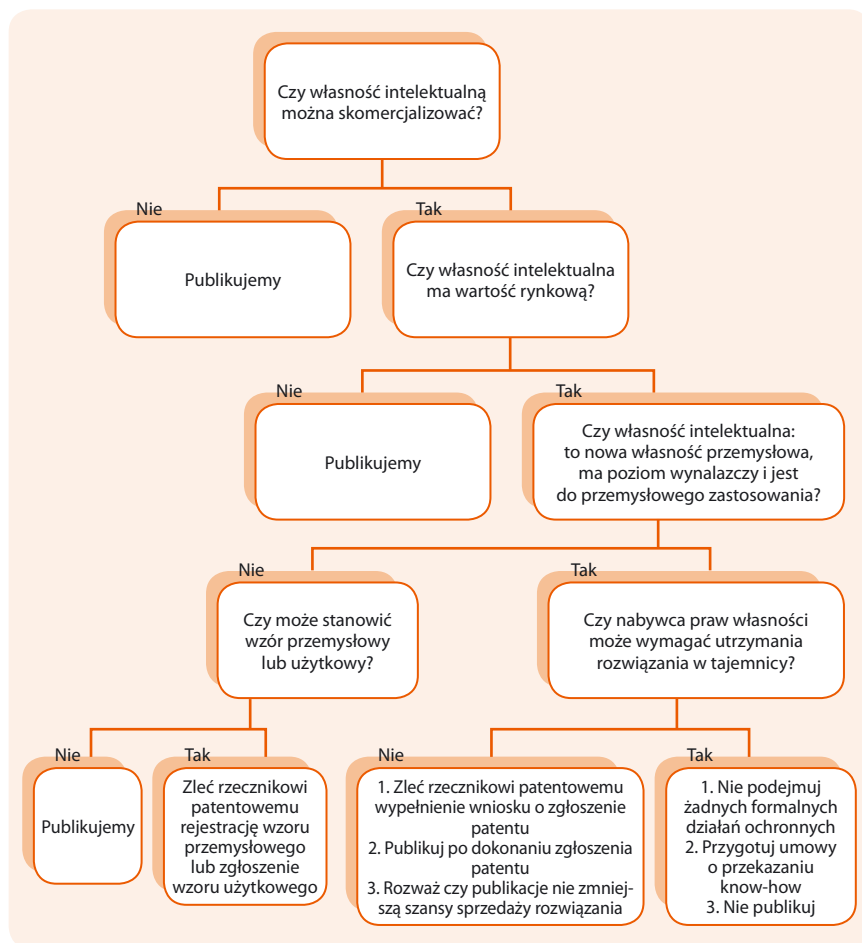 Czy własność intelektualną
można skomercjalizować?
Nie
Tak
Publikujemy
Czy własność intelektualna
ma wartość rynkową?
Nie
Tak
Publikujemy
Czy własność intelektualna:
to nowa własność przemysłowa,
ma poziom wynalazczy i jest
do przemysłowego zastosowania?
Nie
Tak
Czy może stanowić
wzór przemysłowy
lub użytkowy?
Czy nabywca praw własności
może wymagać utrzymania
rozwiązania w tajemnicy?
Nie
Tak
Nie
Tak
Publikujemy
Zleć rzecznikowi
patentowemu
rejestrację wzoru
przemysłowego
lub zgłoszenie
wzoru użytkowego
1. Zleć rzecznikowi patentowemu
wypełnienie wniosku o zgłoszenie
patentu
2. Publikuj po dokonaniu zgłoszenia
patentu
3. Rozważ czy publikacje nie zmniej-
szą szansy sprzedaży rozwiązania
1. Nie podejmuj
żadnych formalnych
działań ochronnych
2. Przygotuj umowy
o przekazaniu
know-how
3. Nie publikuj